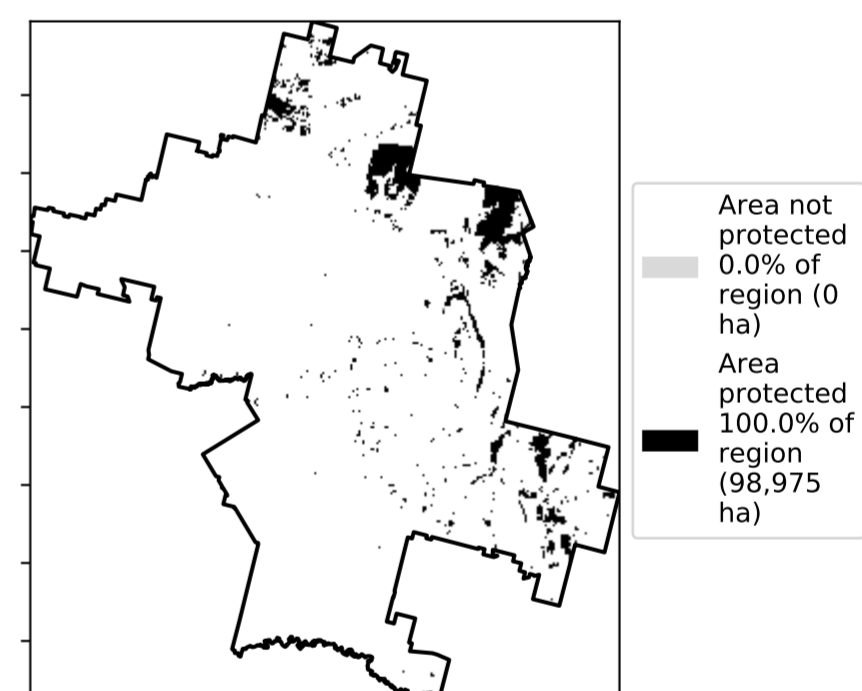 Area not
protected
0.0% of
region (0
ha)
Area
protected
100.0% of
region
(98,975
ha)